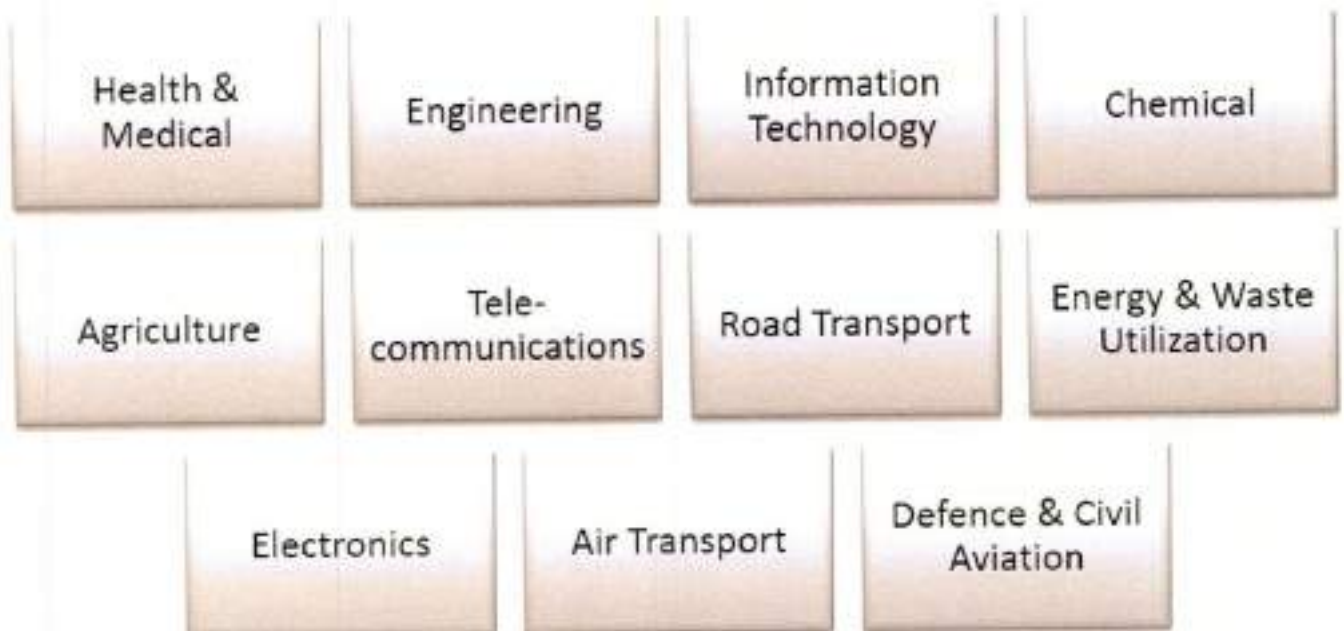 Health &
Medical
Engineering
Information
Technology
Chemical
Agriculture
Tele-
communications
Road Transport
Energy & Waste
Utilization
Electronics
Air Transport
Defence & Civil
Aviation